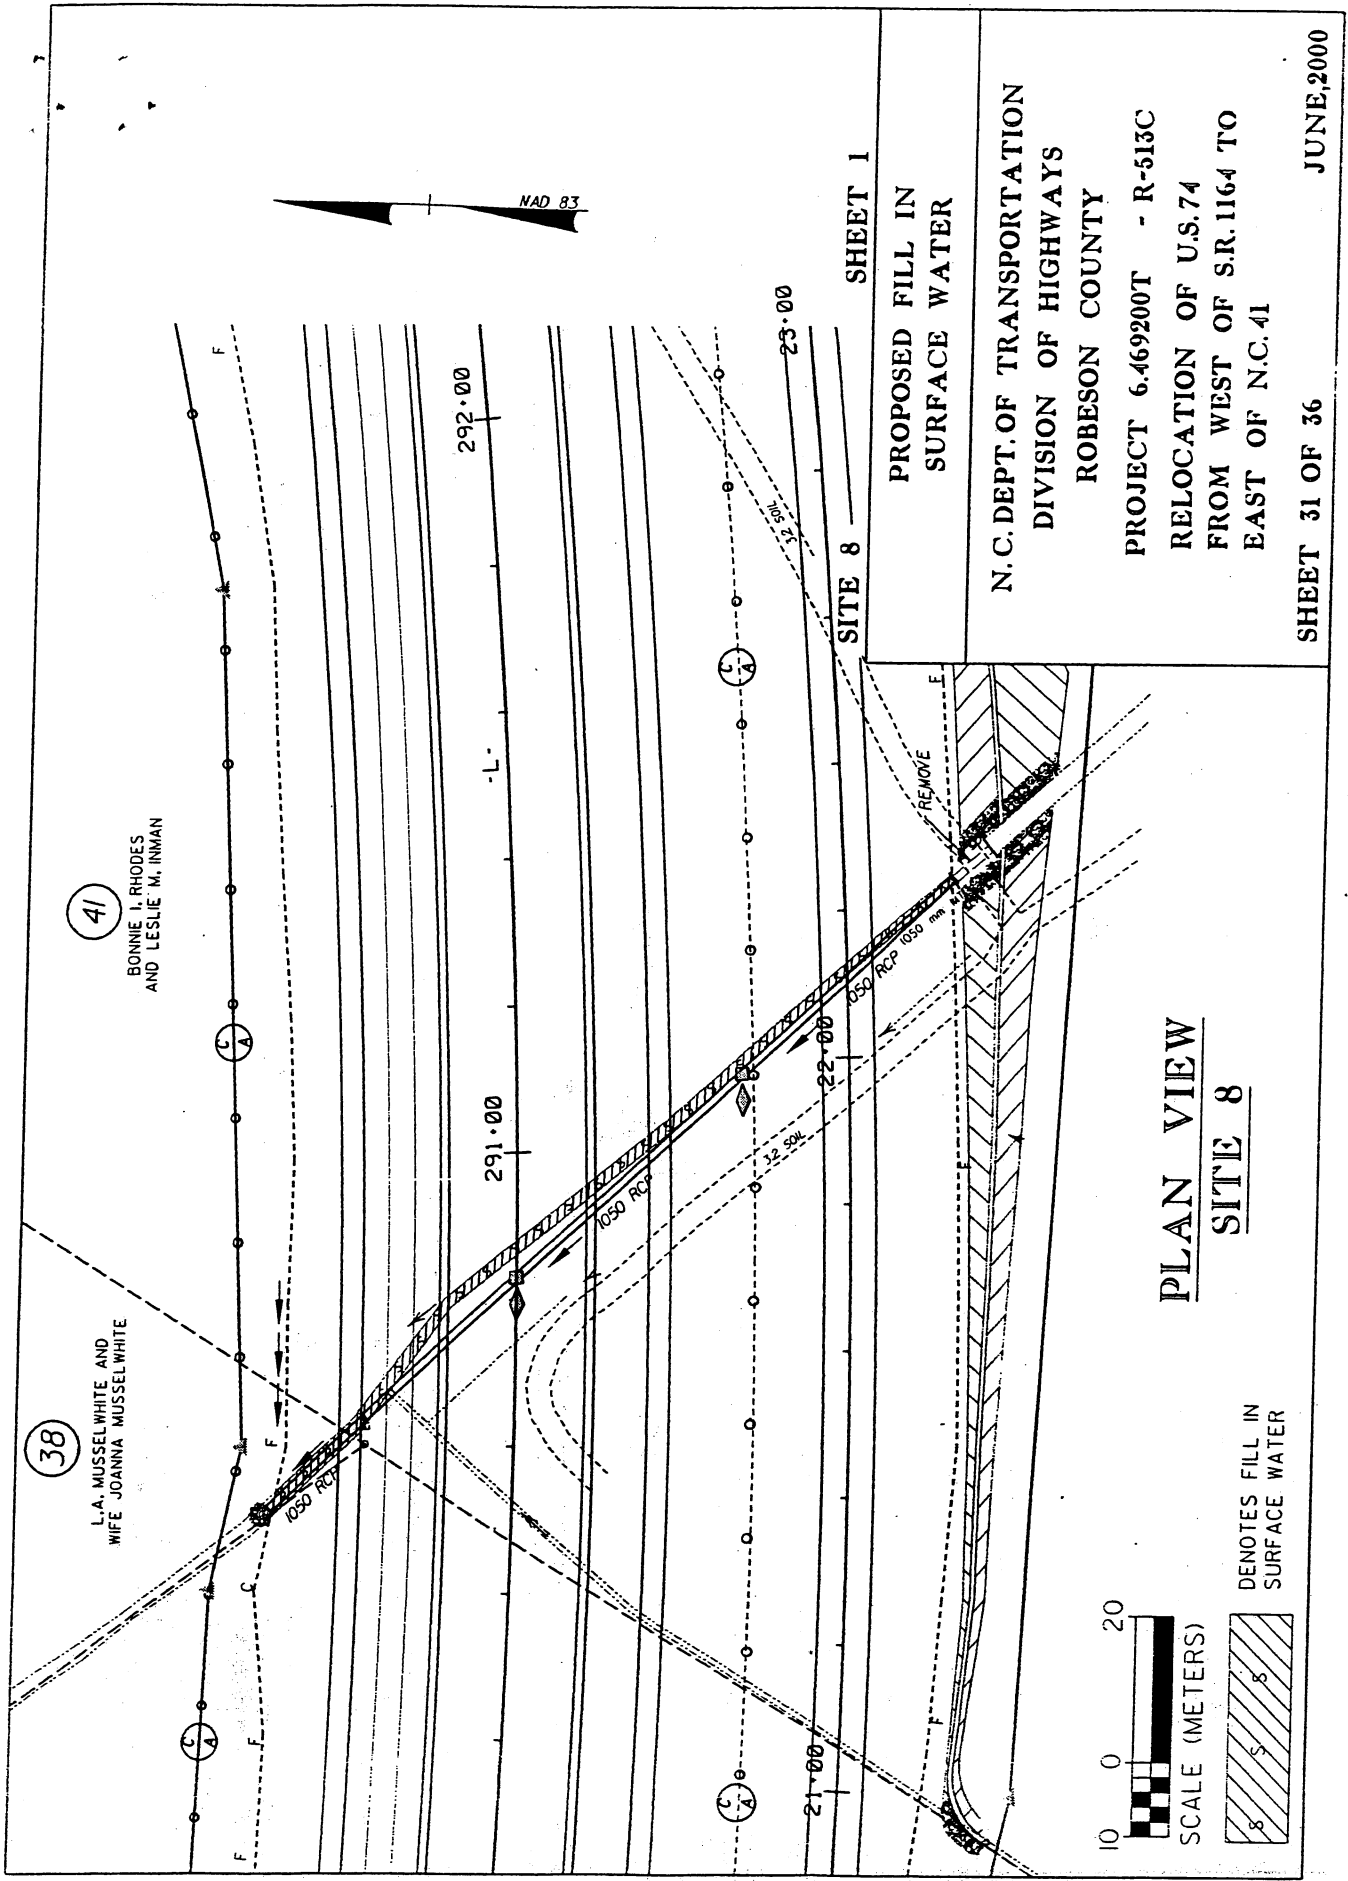 38
L.A. MUSSELWHITE AND
WIFE JOANNA MUSSELWHITE
41
BONNIE I. RHODES
AND LESLIE M. INMAN
NAD 83
C
A
C
A
F
F
F
C
F
F
1050 RCP
291+00
-L-
292+00
1050 RCP
C
A
C
A
3.2 SOIL
3.2 SOIL
21+00
22+00
23+00
1050 RCP
1050 mm
REMOVE
F
F
F
PLAN VIEW
SITE 8
10 0 20
SCALE (METERS)
S S S
DENOTES FILL IN
SURFACE WATER
SITE 8 SHEET 1
PROPOSED FILL IN
SURFACE WATER
N.C. DEPT. OF TRANSPORTATION
DIVISION OF HIGHWAYS
ROBESON COUNTY
PROJECT 6.469200T - R-513C
RELOCATION OF U.S. 74
FROM WEST OF S.R. 1164 TO
EAST OF N.C. 41
SHEET 31 OF 36 JUNE, 2000